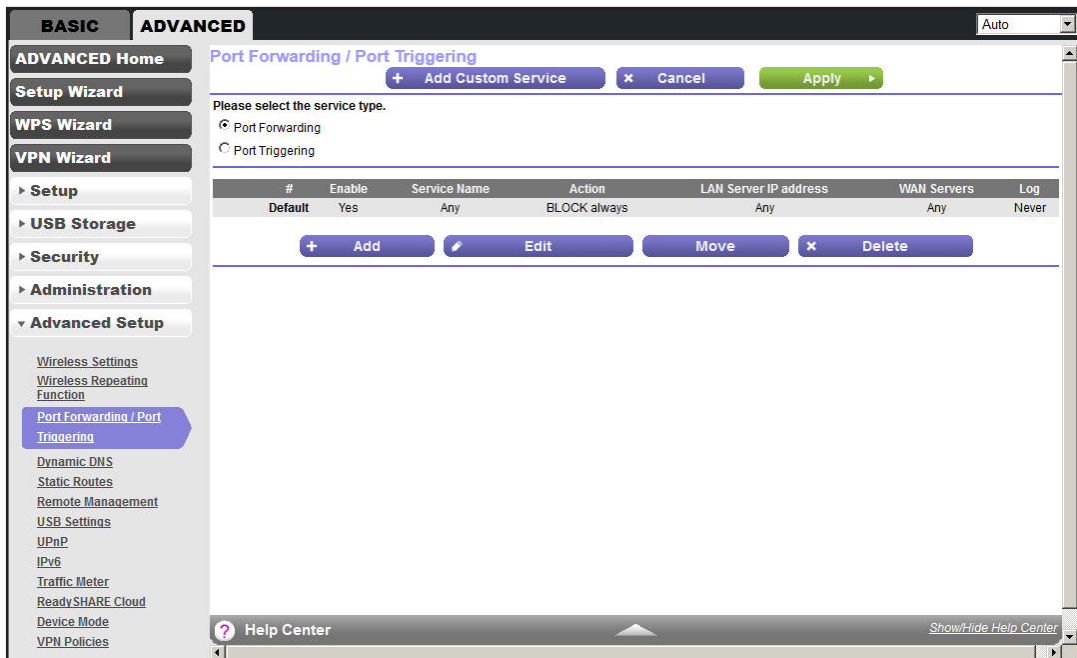 BASIC
ADVANCED
Auto
ADVANCED Home
Setup Wizard
WPS Wizard
VPN Wizard
Setup
USB Storage
Security
Administration
Advanced Setup
Wireless Settings
Wireless Repeating
Function
Port Forwarding / Port
Triggering
Dynamic DNS
Static Routes
Remote Management
USB Settings
UPnP
IPv6
Traffic Meter
ReadySHARE Cloud
Device Mode
VPN Policies
Port Forwarding / Port Triggering
+ Add Custom Service
× Cancel
Apply
Please select the service type.
Port Forwarding
Port Triggering
# Enable Service Name Action LAN Server IP address WAN Servers Log
Default Yes Any BLOCK always Any Any Never
+ Add
Edit
Move
× Delete
? Help Center
Show/Hide Help Center